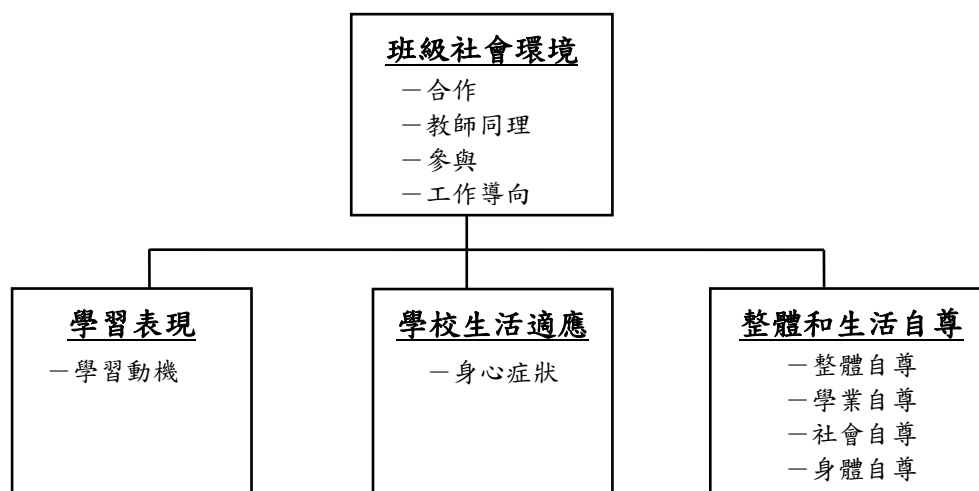 班級社會環境
－合作
－教師同理
－參與
－工作導向
學習表現
－學習動機
學校生活適應
－身心症狀
整體和生活自尊
－整體自尊
－學業自尊
－社會自尊
－身體自尊